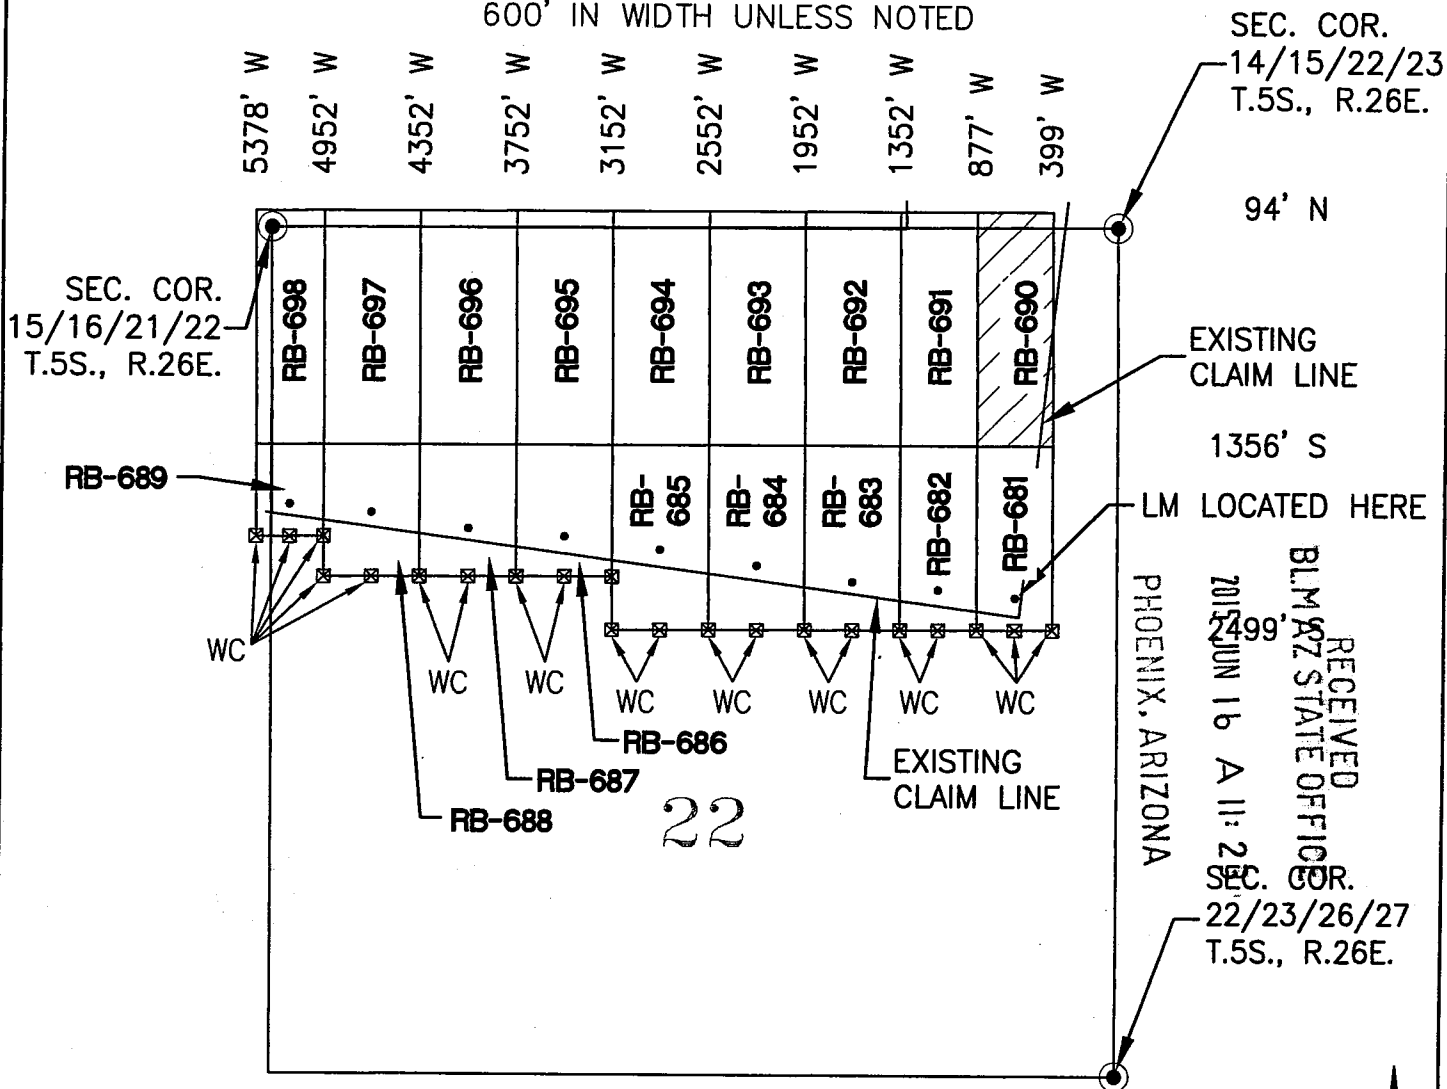 600' IN WIDTH UNLESS NOTED
5378' W
4952' W
4352' W
3752' W
3152' W
2552' W
1952' W
1352' W
877' W
399' W
SEC. COR.
14/15/22/23
T.5S., R.26E.
94' N
SEC. COR.
15/16/21/22
T.5S., R.26E.
RB-698
RB-697
RB-696
RB-695
RB-694
RB-693
RB-692
RB-691
RB-690
EXISTING
CLAIM LINE
1356' S
RB-689
RB-
685
RB-
684
RB-
683
RB-682
RB-681
LM LOCATED HERE
2499'
WC
WC
WC
WC
WC
WC
WC
WC
RB-686
RB-687
RB-688
EXISTING
CLAIM LINE
22
RECEIVED
BLM AZ STATE OFFICE
2015 JUN 16 A 11:
PHOENIX, ARIZONA
SEC. COR.
22/23/26/27
T.5S., R.26E.